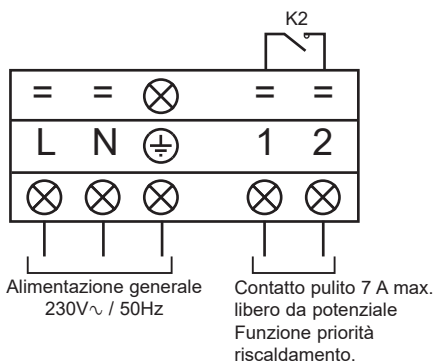 K2
= = = =
L N 1 2
Alimentazione generale
230V∿ / 50Hz
Contatto pulito 7 A max.
libero da potenziale
Funzione priorità
riscaldamento.